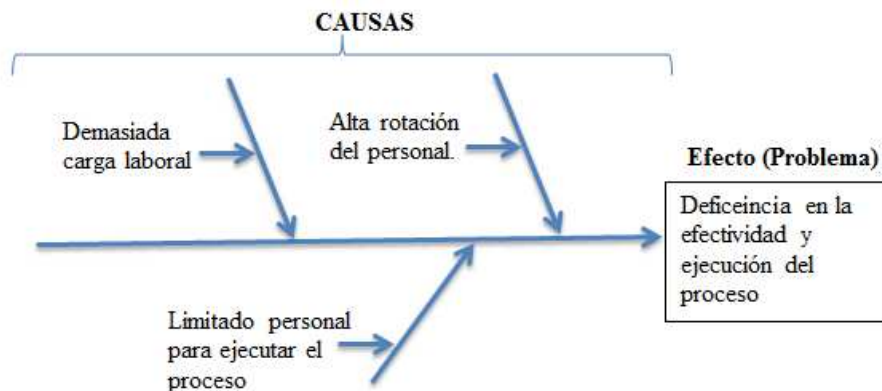 CAUSAS
Demasiada
carga laboral
Alta rotación
del personal.
Efecto (Problema)
Deficeincia en la
efectividad y
ejecución del
proceso
Limitado personal
para ejecutar el
proceso